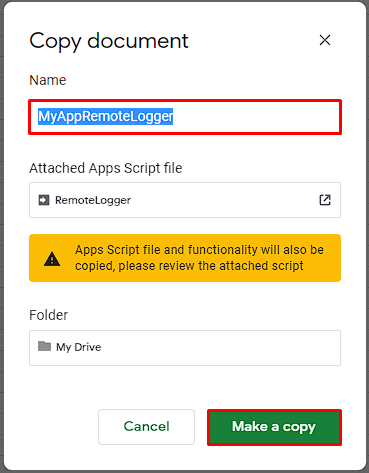 Copy document
Name
MyAppRemoteLogger
Attached Apps Script file
RemoteLogger
Apps Script file and functionality will also be
copied, please review the attached script
Folder
My Drive
Cancel
Make a copy